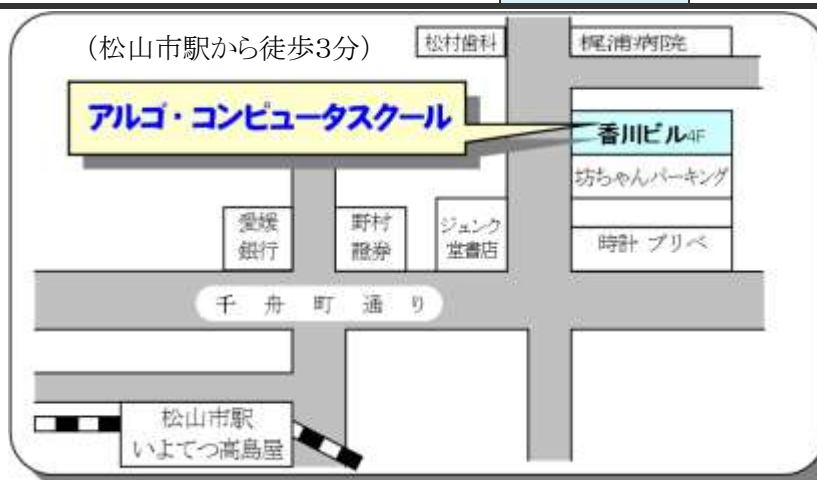 (松山市駅から徒歩3分)
松村歯科
梶浦病院
アルゴ・コンピュータスクール
香川ビル4F
坊ちゃんパーキング
愛媛
銀行
野村
證券
ジュンク
堂書店
時計 プリベ
千舟町通り
松山市駅
いよてつ高島屋